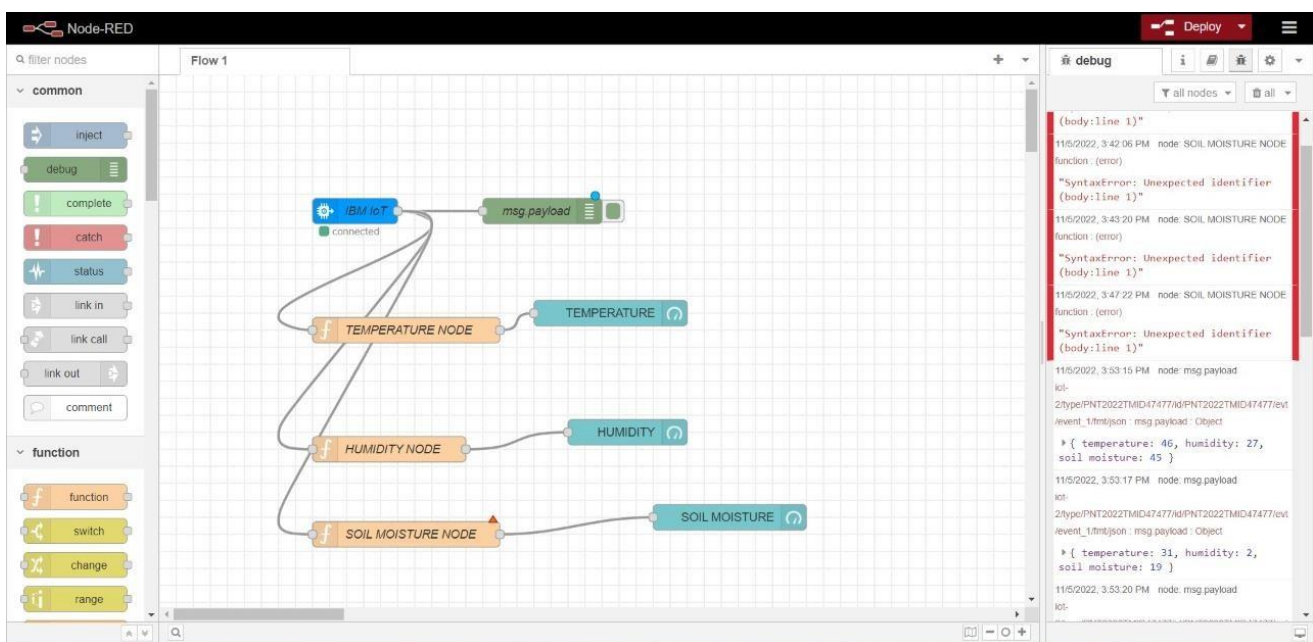 Node-RED
Deploy
filter nodes
Flow 1
debug
i
all nodes
all
common
inject
debug
complete
catch
status
link in
link call
link out
comment
function
function
switch
change
range
IBM IoT
connected
msg.payload
TEMPERATURE NODE
TEMPERATURE
HUMIDITY NODE
HUMIDITY
SOIL MOISTURE NODE
SOIL MOISTURE
(body:line 1)"
11/5/2022, 3:42:06 PM node: SOIL MOISTURE NODE
function : (error)
"SyntaxError: Unexpected identifier
(body:line 1)"
11/5/2022, 3:43:20 PM node: SOIL MOISTURE NODE
function : (error)
"SyntaxError: Unexpected identifier
(body:line 1)"
11/5/2022, 3:47:22 PM node: SOIL MOISTURE NODE
function : (error)
"SyntaxError: Unexpected identifier
(body:line 1)"
11/5/2022, 3:53:15 PM node: msg.payload
iot-
2/type/PNT2022TMID47477/id/PNT2022TMID47477/evt
/event_1/fmt/json : msg.payload : Object
{ temperature: 46, humidity: 27,
soil moisture: 45 }
11/5/2022, 3:53:17 PM node: msg.payload
iot-
2/type/PNT2022TMID47477/id/PNT2022TMID47477/evt
/event_1/fmt/json : msg.payload : Object
{ temperature: 31, humidity: 2,
soil moisture: 19 }
11/5/2022, 3:53:20 PM node: msg.payload
iot-